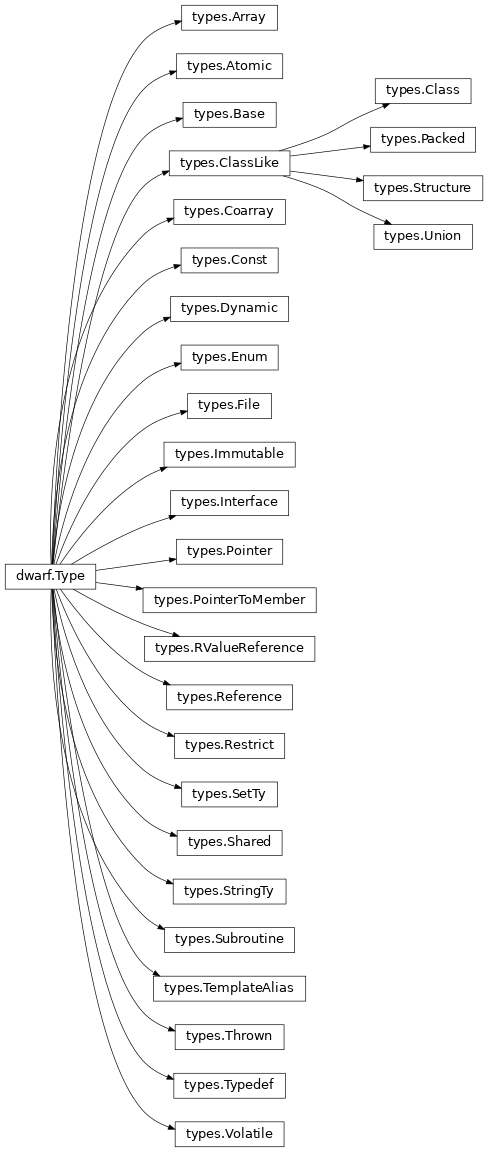 types.Array
types.Atomic
types.Class
types.Base
types.Packed
types.ClassLike
types.Structure
types.Coarray
types.Union
types.Const
types.Dynamic
types.Enum
types.File
types.Immutable
types.Interface
types.Pointer
dwarf.Type
types.PointerToMember
types.RValueReference
types.Reference
types.Restrict
types.SetTy
types.Shared
types.StringTy
types.Subroutine
types.TemplateAlias
types.Thrown
types.Typedef
types.Volatile